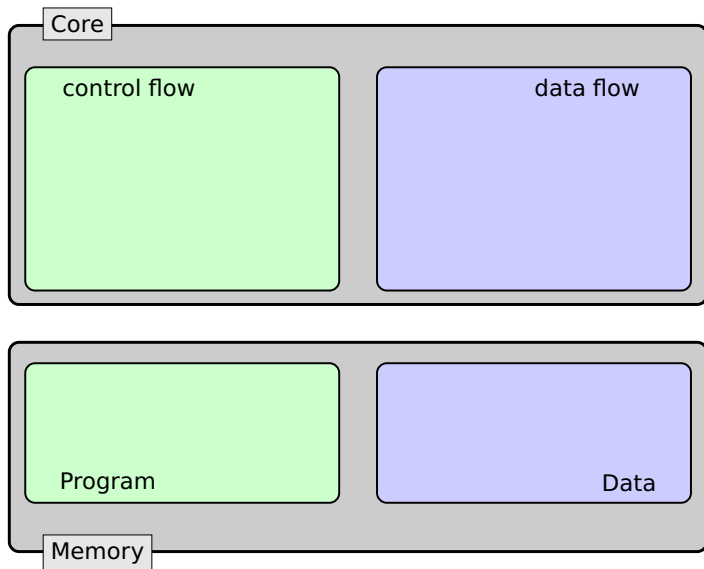 Core
control flow
data flow
Program
Data
Memory